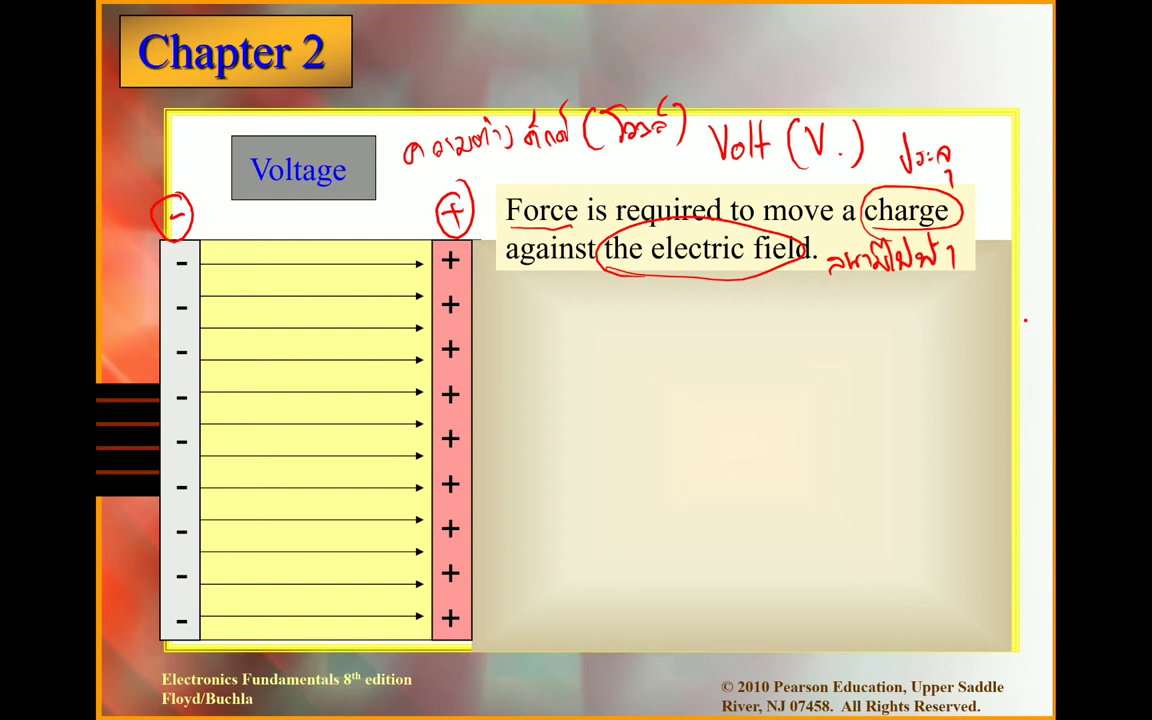 Chapter 2
ความต่างศักย์ (โวลต์) Volt (V.)
Voltage
ประจุ
- +
Force is required to move a charge
against the electric field. สนามไฟฟ้า
- +
- +
- +
- +
- +
- +
- +
- +
- +
Electronics Fundamentals 8th edition
Floyd/Buchla
© 2010 Pearson Education, Upper Saddle
River, NJ 07458. All Rights Reserved.